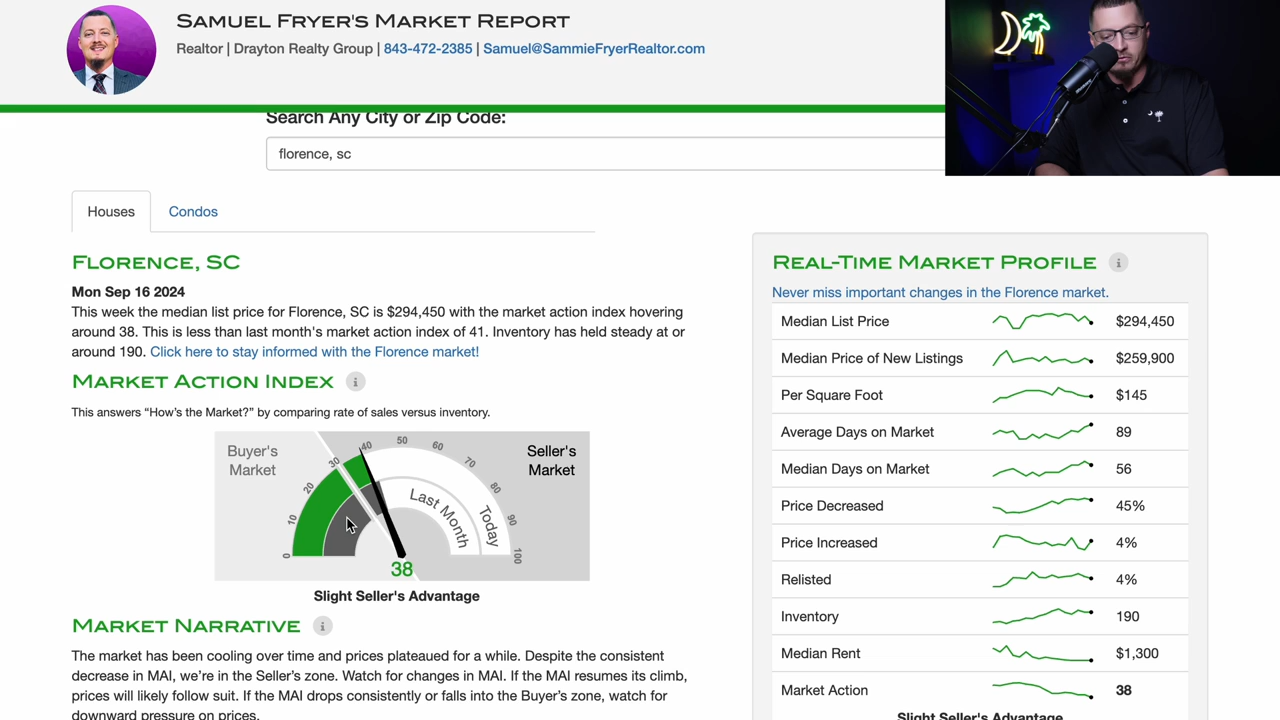 SAMUEL FRYER'S MARKET REPORT
Realtor | Drayton Realty Group | 843-472-2385 | Samuel@SammieFryerRealtor.com
Search Any City or Zip Code:
florence, sc
Houses
Condos
FLORENCE, SC
Mon Sep 16 2024
This week the median list price for Florence, SC is $294,450 with the market action index hovering
around 38. This is less than last month's market action index of 41. Inventory has held steady at or
around 190. Click here to stay informed with the Florence market!
MARKET ACTION INDEX i
This answers “How's the Market?” by comparing rate of sales versus inventory.
Buyer's
Market
Seller's
Market
0
10
20
30
40
50
60
70
80
90
100
Last Month
Today
38
Slight Seller's Advantage
MARKET NARRATIVE i
The market has been cooling over time and prices plateaued for a while. Despite the consistent
decrease in MAI, we're in the Seller's zone. Watch for changes in MAI. If the MAI resumes its climb,
prices will likely follow suit. If the MAI drops consistently or falls into the Buyer's zone, watch for
downward pressure on prices.
REAL-TIME MARKET PROFILE i
Never miss important changes in the Florence market.
Median List Price $294,450
Median Price of New Listings $259,900
Per Square Foot $145
Average Days on Market 89
Median Days on Market 56
Price Decreased 45%
Price Increased 4%
Relisted 4%
Inventory 190
Median Rent $1,300
Market Action 38
Slight Seller's Advantage